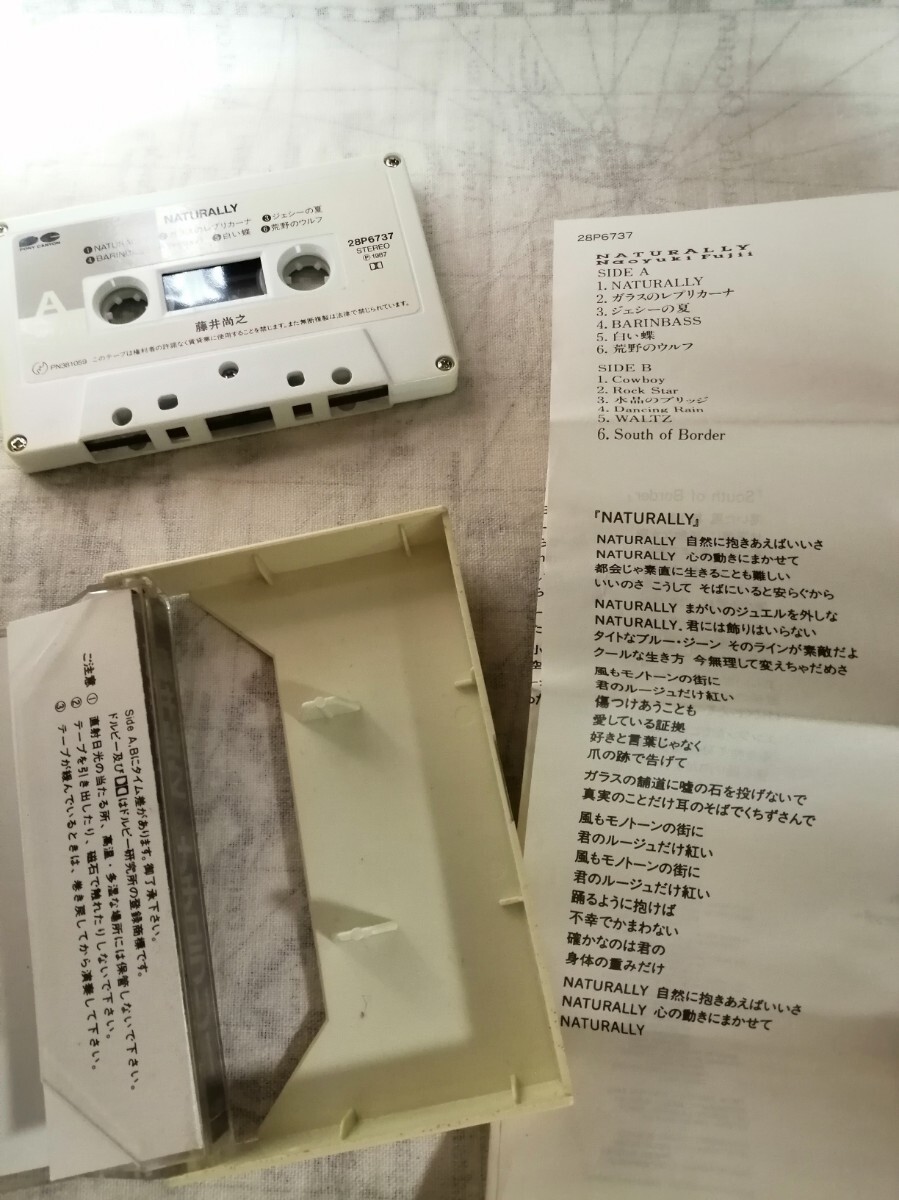 PONY CANYON
NATURALLY
❶NATURA
ラスのレプリカーナ
❸ジェシーの夏
❹BARIN
❺白い蝶
❻荒野のウルフ
28P6737
STEREO
Ⓟ1987
A
藤井尚之
PN381059 このテープは権利者の許諾なく賃貸業に使用することを禁じます。また無断複製は法律で禁じられています。
Side A,Bにタイム差があります。御了承下さい。
ドルビー及びはドルビー研究所の登録商標です。
ご注意 ① 直射日光の当たる所、高温・多湿な場所には保管しないで下さい。
② テープを引き出したり、磁石で触れたりしないで下さい。
③ テープが緩んでいるときは、巻き戻してから演奏して下さい。
28P6737
NATURALLY
Naoyuki Fujii
SIDE A
1. NATURALLY
2. ガラスのレプリカーナ
3. ジェシーの夏
4. BARINBASS
5. 白い蝶
6. 荒野のウルフ
SIDE B
1. Cowboy
2. Rock Star
3. 水晶のブリッジ
4. Dancing Rain
5. WALTZ
6. South of Border
『NATURALLY』
NATURALLY 自然に抱きあえばいいさ
NATURALLY 心の動きにまかせて
都会じゃ素直に生きることも難しい
いいのさ こうして そばにいると安らぐから
NATURALLY まがいのジュエルを外しな
NATURALLY. 君には飾りはいらない
タイトなブルー・ジーン そのラインが素敵だよ
クールな生き方 今無理して変えちゃだめさ
風もモノトーンの街に
君のルージュだけ紅い
傷つけあうことも
愛している証拠
好きと言葉じゃなく
爪の跡で告げて
ガラスの舗道に嘘の石を投げないで
真実のことだけ耳のそばでくちずさんで
風もモノトーンの街に
君のルージュだけ紅い
風もモノトーンの街に
君のルージュだけ紅い
踊るように抱けば
不幸でかまわない
確かなのは君の
身体の重みだけ
NATURALLY 自然に抱きあえばいいさ
NATURALLY 心の動きにまかせて
NATURALLY